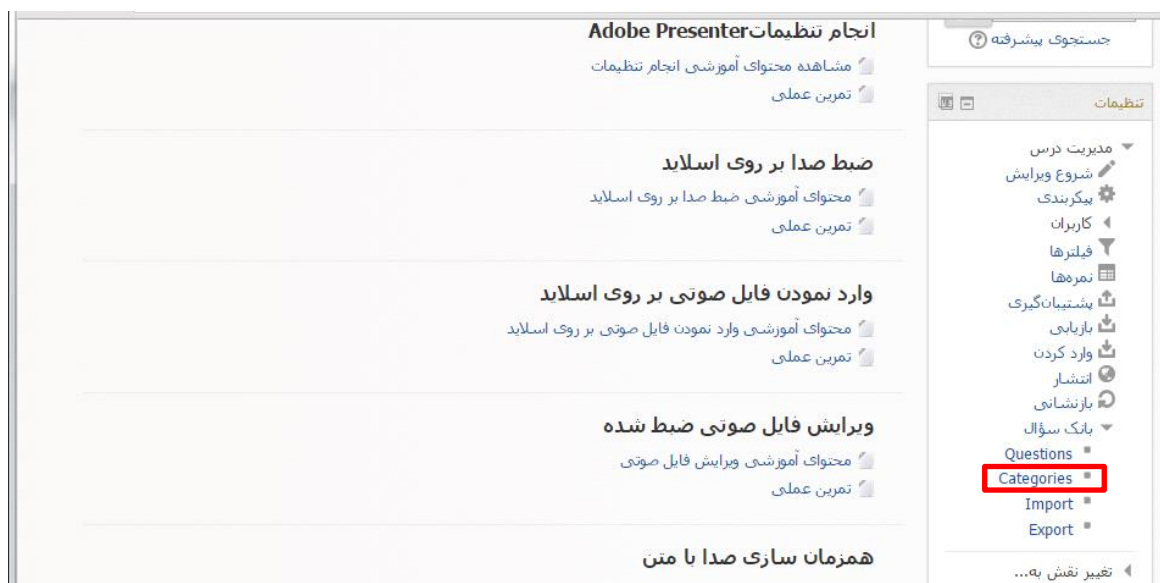 انجام تنظیماتAdobe Presenter
مشاهده محتوای آموزشی انجام تنظیمات
تمرین عملی
ضبط صدا بر روی اسلاید
محتوای آموزشی ضبط صدا بر روی اسلاید
تمرین عملی
وارد نمودن فایل صوتی بر روی اسلاید
محتوای آموزشی وارد نمودن فایل صوتی بر روی اسلاید
تمرین عملی
ویرایش فایل صوتی ضبط شده
محتوای آموزشی ویرایش فایل صوتی
تمرین عملی
همزمان سازی صدا با متن
جستجوی پیشرفته
تنظیمات
مدیریت درس
شروع ویرایش
پیکربندی
کاربران
فیلترها
نمره‌ها
پشتیبان‌گیری
بازیابی
وارد کردن
انتشار
بازنشانی
بانک سؤال
Questions
Categories
Import
Export
تغییر نقش به...